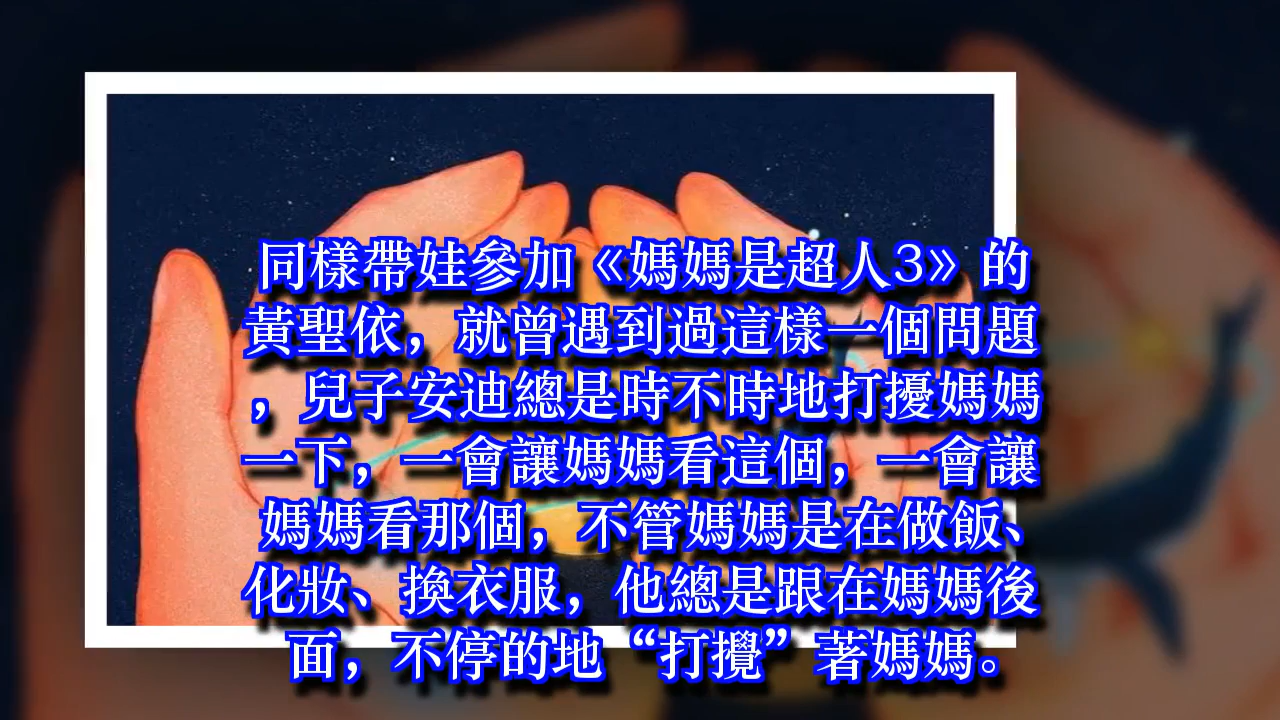 同樣帶娃參加《媽媽是超人3》的
黃聖依，就曾遇到過這樣一個問題
，兒子安迪總是時不時地打擾媽媽
一下，一會讓媽媽看這個，一會讓
媽媽看那個，不管媽媽是在做飯、
化妝、換衣服，他總是跟在媽媽後
面，不停的地“打攪”著媽媽。